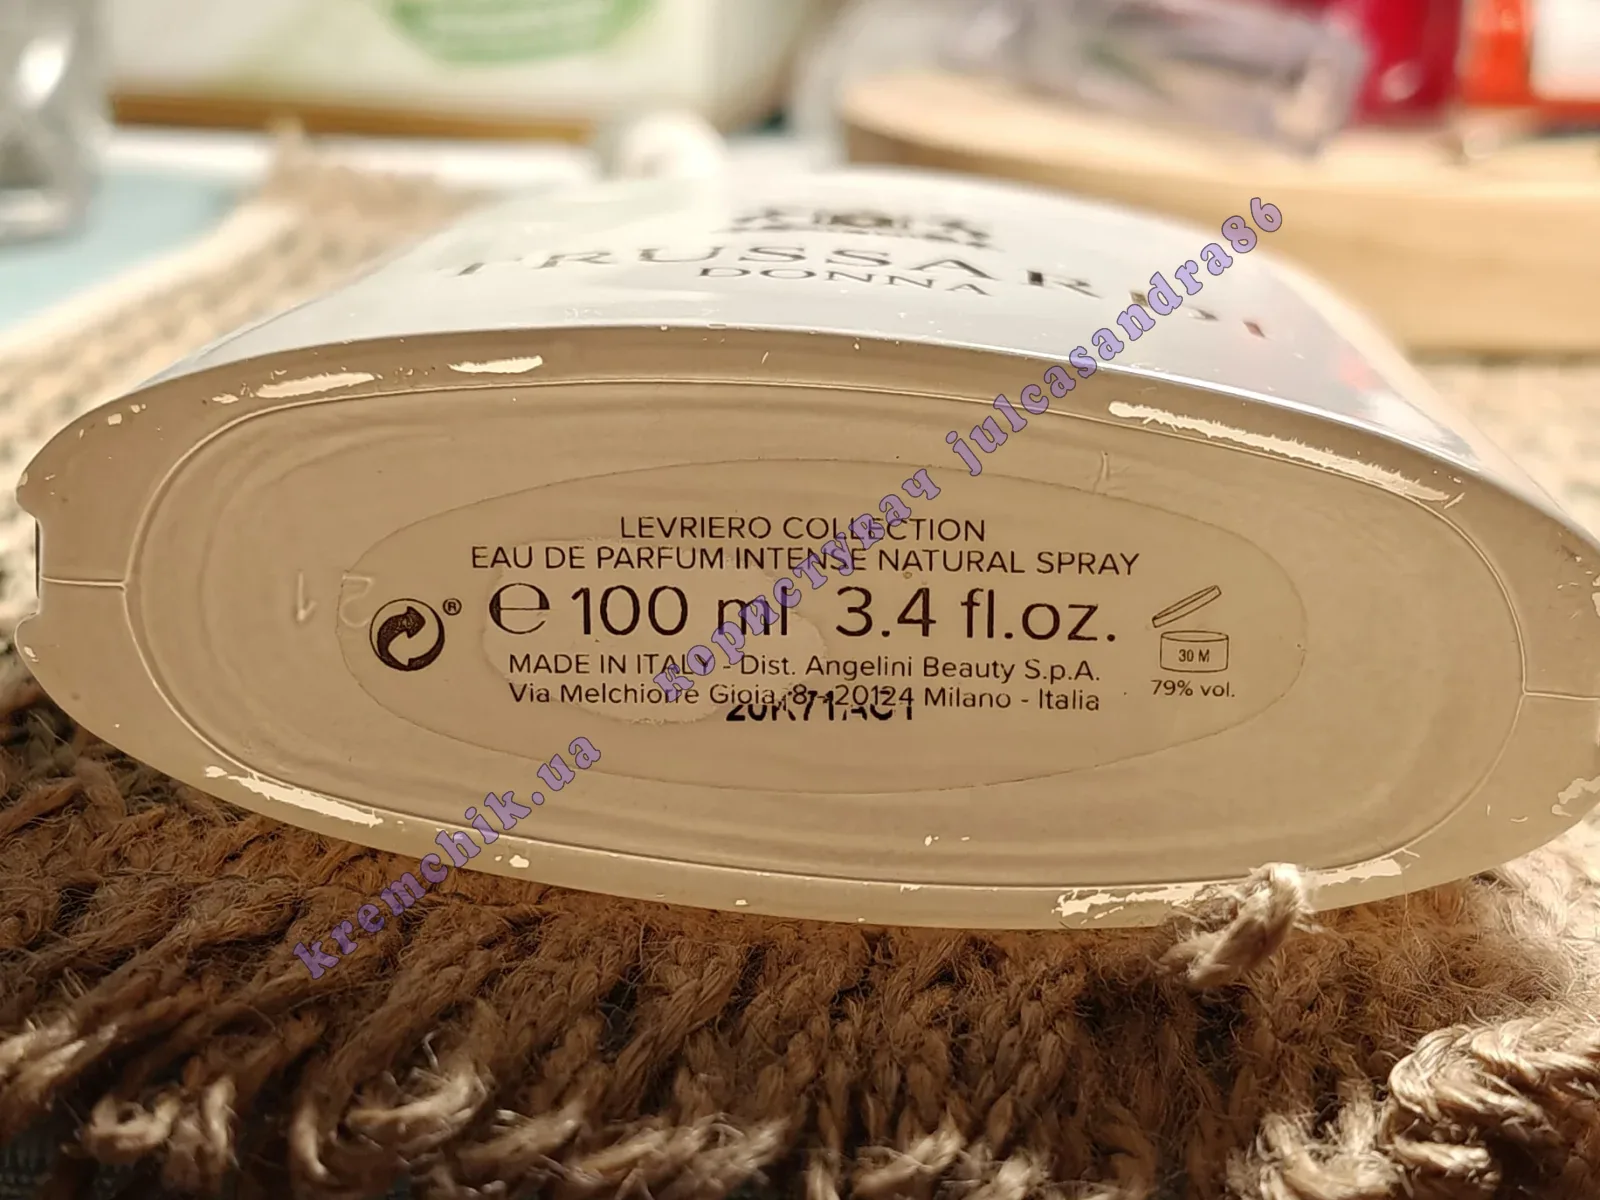 TRUSSARDI
DONNA
LEVRIERO COLLECTION
EAU DE PARFUM INTENSE NATURAL SPRAY
® ℮ 100 ml 3.4 fl.oz.
30 M
MADE IN ITALY - Dist. Angelini Beauty S.p.A.
79% vol.
Via Melchiorre Gioia, 8 - 20124 Milano - Italia
kremchik.ua користувач julcasandra86